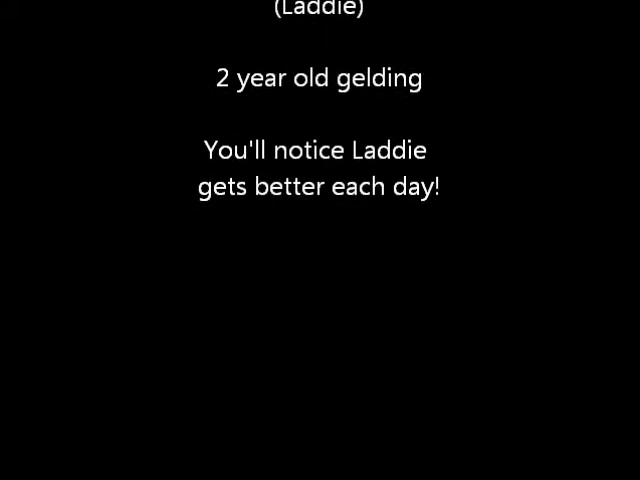 (Laddie)
2 year old gelding
You'll notice Laddie
gets better each day!